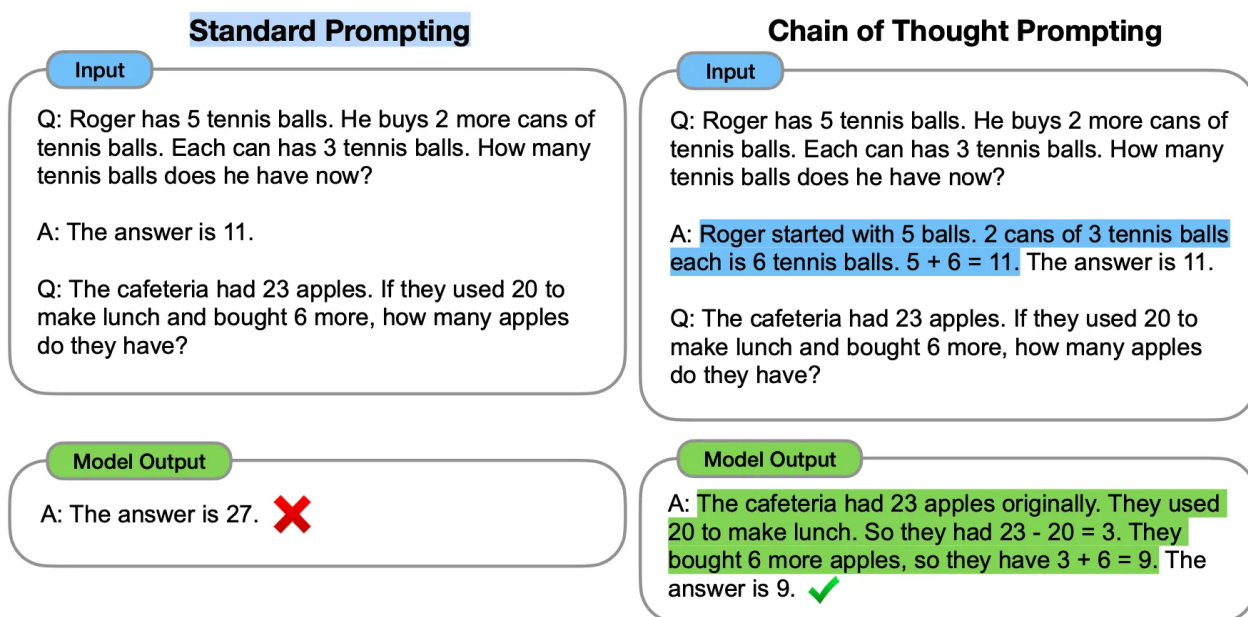 Standard Prompting
Input
Q: Roger has 5 tennis balls. He buys 2 more cans of
tennis balls. Each can has 3 tennis balls. How many
tennis balls does he have now?
A: The answer is 11.
Q: The cafeteria had 23 apples. If they used 20 to
make lunch and bought 6 more, how many apples
do they have?
Model Output
A: The answer is 27.
Chain of Thought Prompting
Input
Q: Roger has 5 tennis balls. He buys 2 more cans of
tennis balls. Each can has 3 tennis balls. How many
tennis balls does he have now?
A: Roger started with 5 balls. 2 cans of 3 tennis balls
each is 6 tennis balls. 5 + 6 = 11. The answer is 11.
Q: The cafeteria had 23 apples. If they used 20 to
make lunch and bought 6 more, how many apples
do they have?
Model Output
A: The cafeteria had 23 apples originally. They used
20 to make lunch. So they had 23 - 20 = 3. They
bought 6 more apples, so they have 3 + 6 = 9. The
answer is 9.